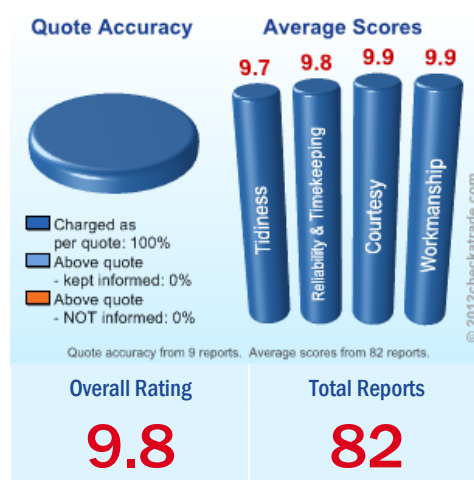 Quote Accuracy
Average Scores
9.7
9.8
9.9
9.9
Tidiness
Reliability & Timekeeping
Courtesy
Workmanship
Charged as
per quote: 100%
Above quote
- kept informed: 0%
Above quote
- NOT informed: 0%
© 2012checkatrade.com
Quote accuracy from 9 reports. Average scores from 82 reports.
Overall Rating
Total Reports
9.8
82